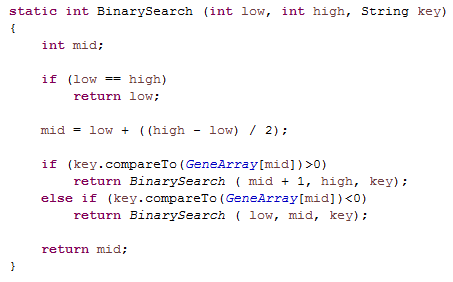 static int BinarySearch (int low, int high, String key)
{
    int mid;

    if (low == high)
        return low;

    mid = low + ((high - low) / 2);

    if (key.compareTo(GeneArray[mid])>0)
        return BinarySearch ( mid + 1, high, key);
    else if (key.compareTo(GeneArray[mid])<0)
        return BinarySearch ( low, mid, key);

    return mid;
}